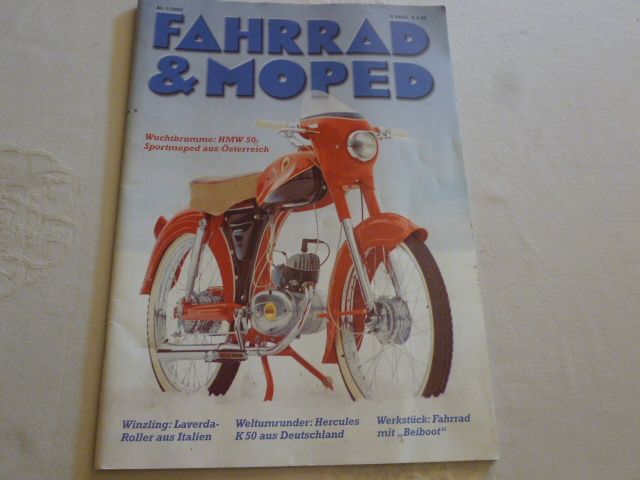 FAHRRAD
& MOPED
Wuchtbrumme: HMW 50,
Sportmoped aus Österreich
Winzling: Laverda-
Roller aus Italien
Weltumrunder: Hercules
K 50 aus Deutschland
Werkstück: Fahrrad
mit „Beiboot“